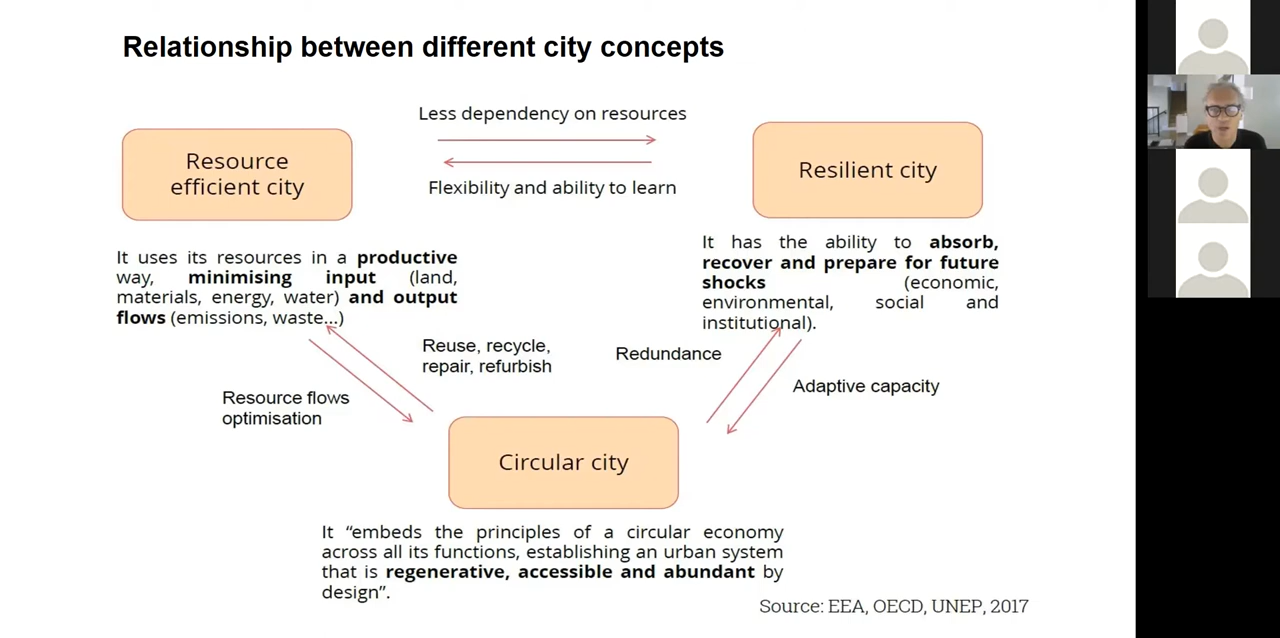 Relationship between different city concepts
Less dependency on resources
Resource
efficient city
Resilient city
Flexibility and ability to learn
It uses its resources in a productive
way, minimising input (land,
materials, energy, water) and output
flows (emissions, waste...)
It has the ability to absorb,
recover and prepare for future
shocks (economic,
environmental, social and
institutional).
Reuse, recycle,
repair, refurbish
Redundance
Resource flows
optimisation
Adaptive capacity
Circular city
It “embeds the principles of a circular economy
across all its functions, establishing an urban system
that is regenerative, accessible and abundant by
design”.
Source: EEA, OECD, UNEP, 2017